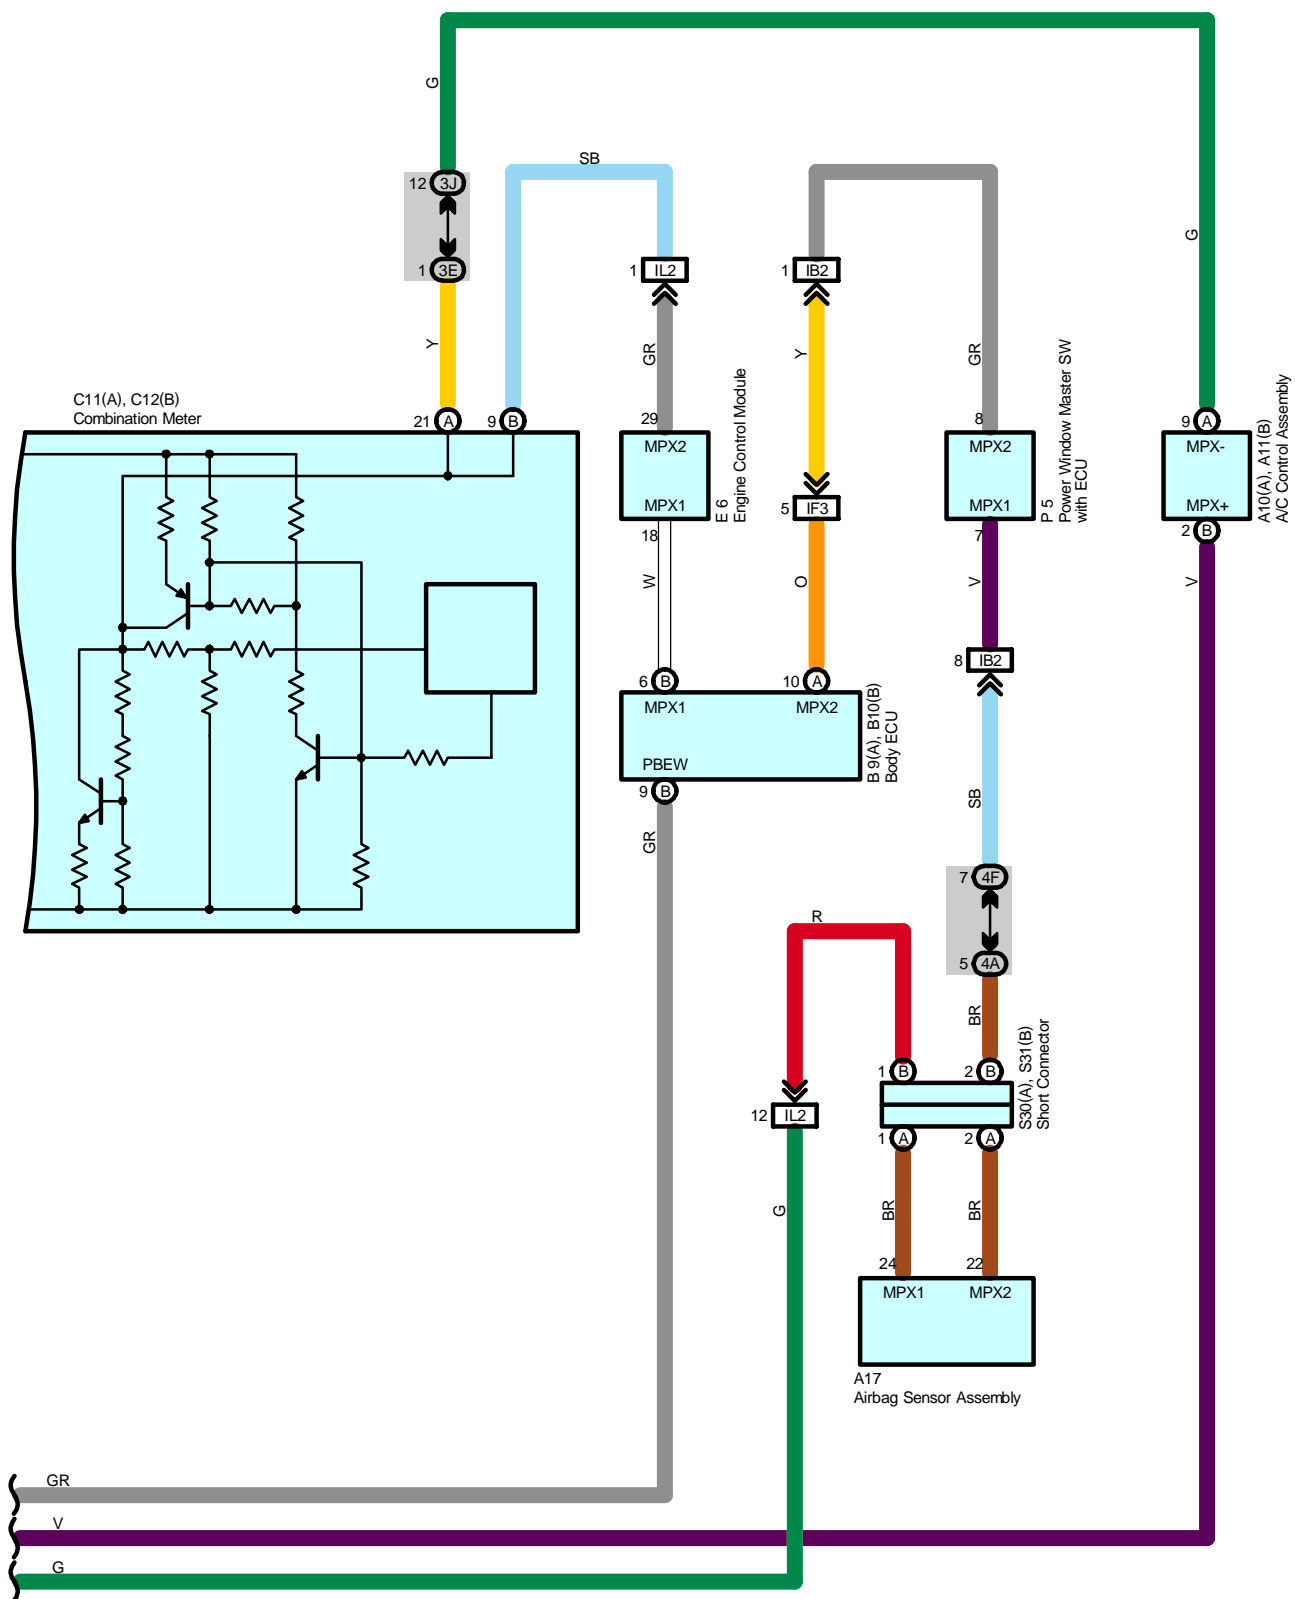 G
SB
12 3J
G
1 3E
1 IL2
1 IB2
Y
GR
Y
GR
C11(A), C12(B)
Combination Meter
21 A
9 B
29
MPX2
MPX1
18
E 6
Engine Control Module
5 IF3
8
MPX2
MPX1
7
P 5
Power Window Master SW
with ECU
9 A
MPX-
MPX+
2 B
A10(A), A11(B)
A/C Control Assembly
W
O
V
V
8 IB2
6 B
10 A
MPX1
MPX2
PBEW
9 B
B 9(A), B10(B)
Body ECU
GR
SB
7 4F
R
5 4A
BR
1 B
2 B
S30(A), S31(B)
Short Connector
12 IL2
1 A
2 A
G
BR
BR
24
22
MPX1
MPX2
A17
Airbag Sensor Assembly
GR
V
G